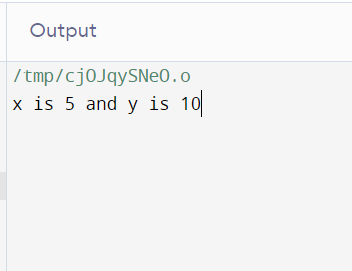 Output
/tmp/cjOJqySNeO.o
x is 5 and y is 10